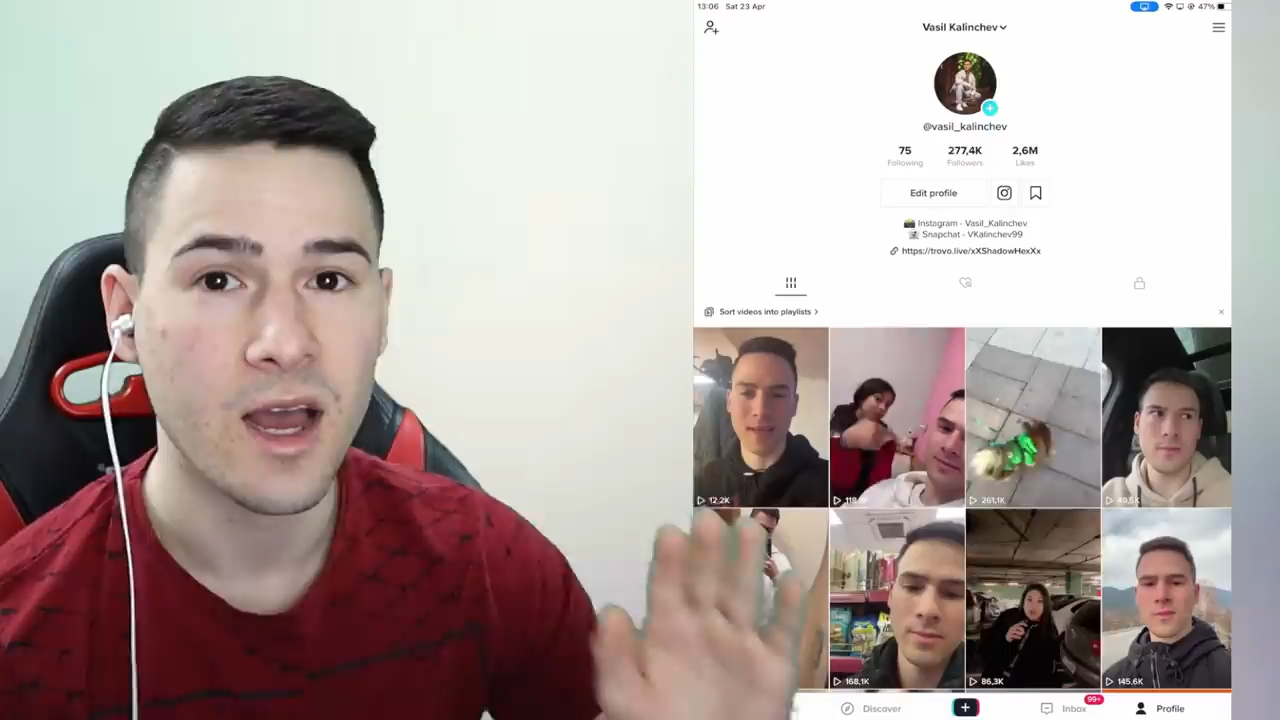 13:06 Sat 23 Apr
47%
Vasil Kalinchev
@vasil_kalinchev
75 277,4K 2,6M
Following Followers Likes
Edit profile
Instagram - Vasil_Kalinchev
Snapchat - VKalinchev99
https://trovo.live/xXShadowHexXx
Sort videos into playlists
12,2K
261,1K 49,5K
168,1K 86,3K 145,6K
99+
Discover Inbox Profile